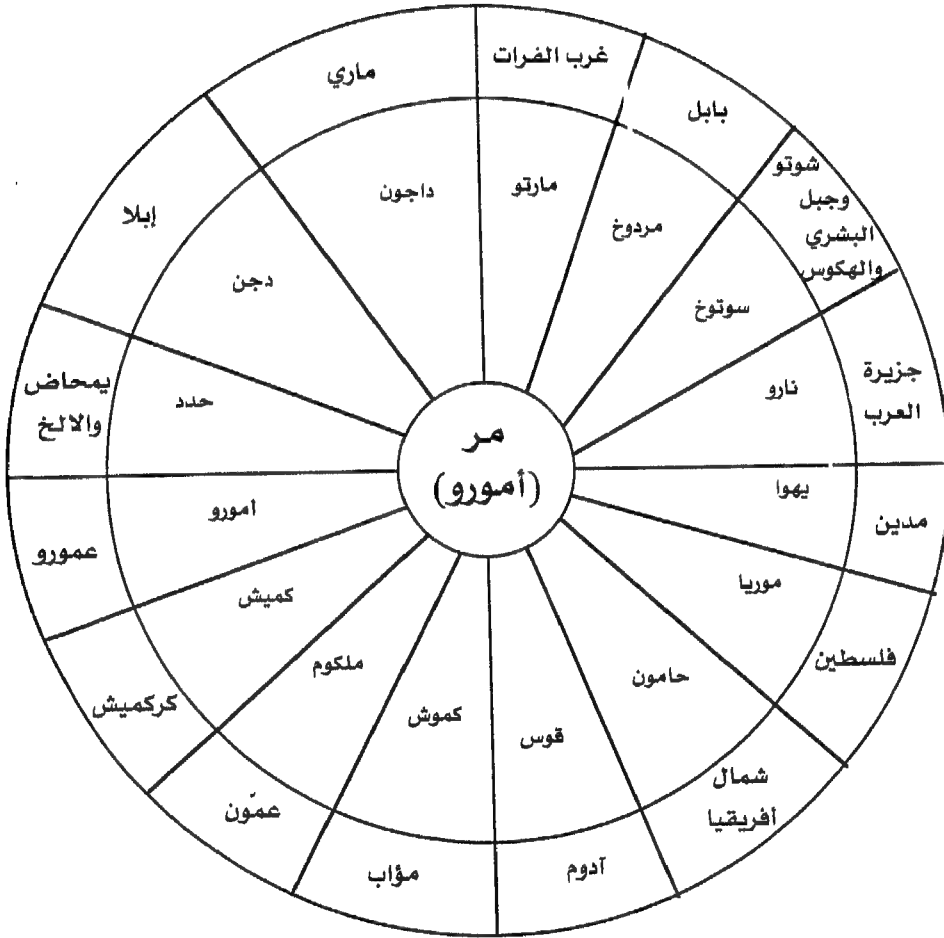 مر
(أمورو)
غرب الفرات
مارتو
بابل
مردوخ
شوتو
وجبل
البشري
والهكوس
سوتوخ
جزيرة
العرب
نارو
مدين
يهوا
فلسطين
موريا
شمال
أفريقيا
حامون
آدوم
قوس
مؤاب
كموش
عمّون
ملكوم
كركميش
كميش
عمورو
امورو
يمحاض
والالخ
حدد
إبلا
دجن
ماري
داجون